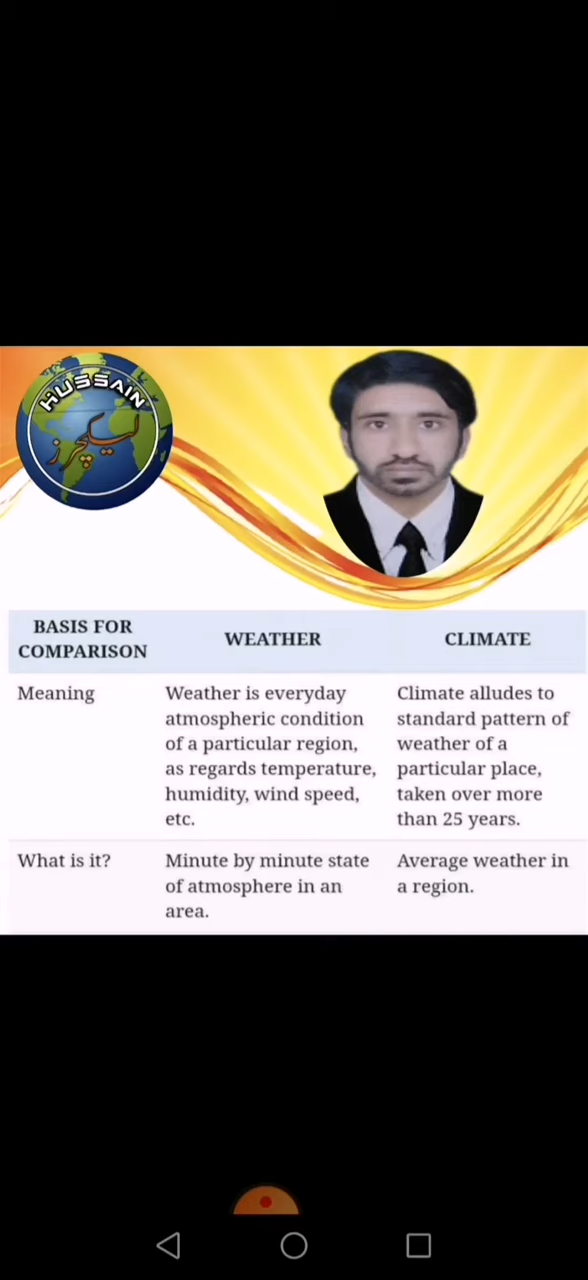 HUSSAIN
لیکچرز
BASIS FOR
COMPARISON
WEATHER
CLIMATE
Meaning
Weather is everyday
atmospheric condition
of a particular region,
as regards temperature,
humidity, wind speed,
etc.
Climate alludes to
standard pattern of
weather of a
particular place,
taken over more
than 25 years.
What is it?
Minute by minute state
of atmosphere in an
area.
Average weather in
a region.